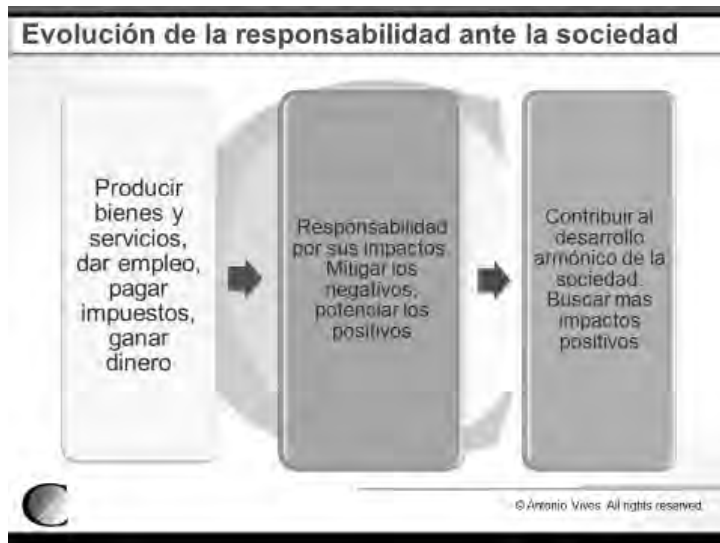 Evolución de la responsabilidad ante la sociedad
Producir
bienes y
servicios,
dar empleo,
pagar
impuestos,
ganar
dinero
Responsabilidad
por sus impactos.
Mitigar los
negativos,
potenciar los
positivos
Contribuir al
desarrollo
armónico de la
sociedad.
Buscar mas
impactos
positivos
© Antonio Vives. All rights reserved.